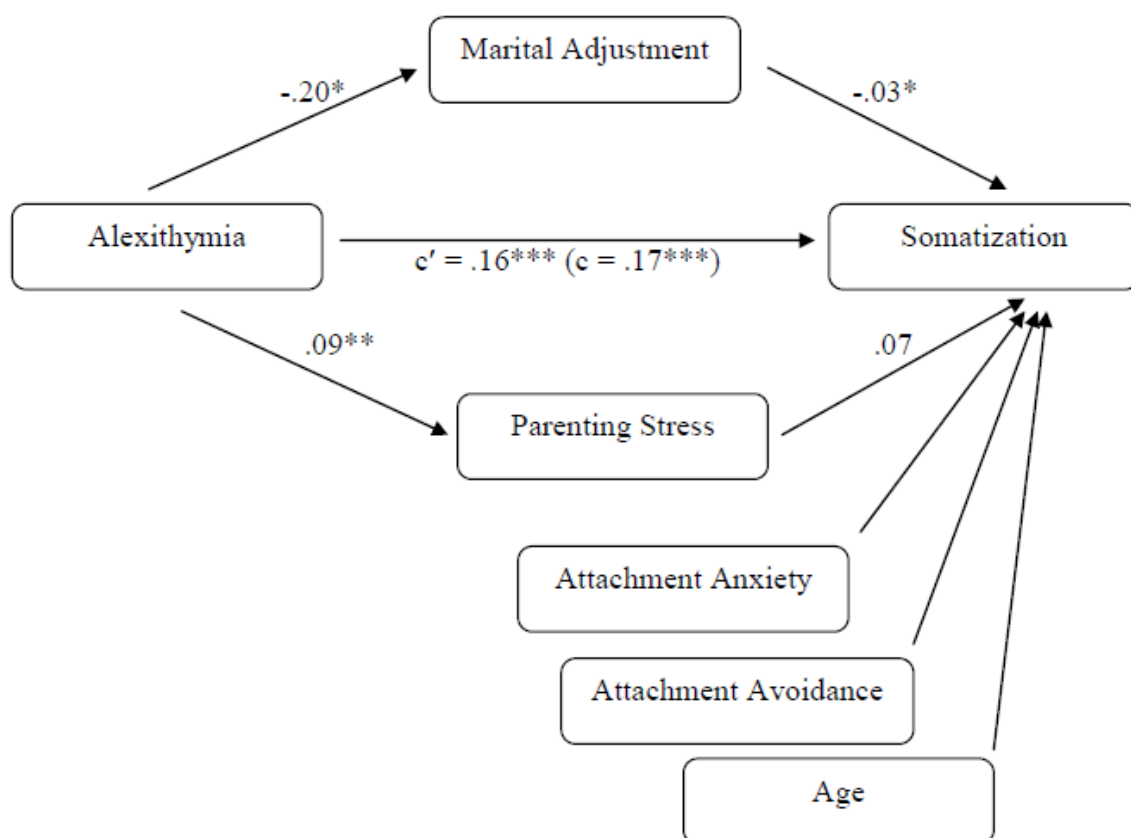 Marital Adjustment
-.20*
-.03*
Alexithymia
Somatization
c′ = .16*** (c = .17***)
.09**
.07
Parenting Stress
Attachment Anxiety
Attachment Avoidance
Age